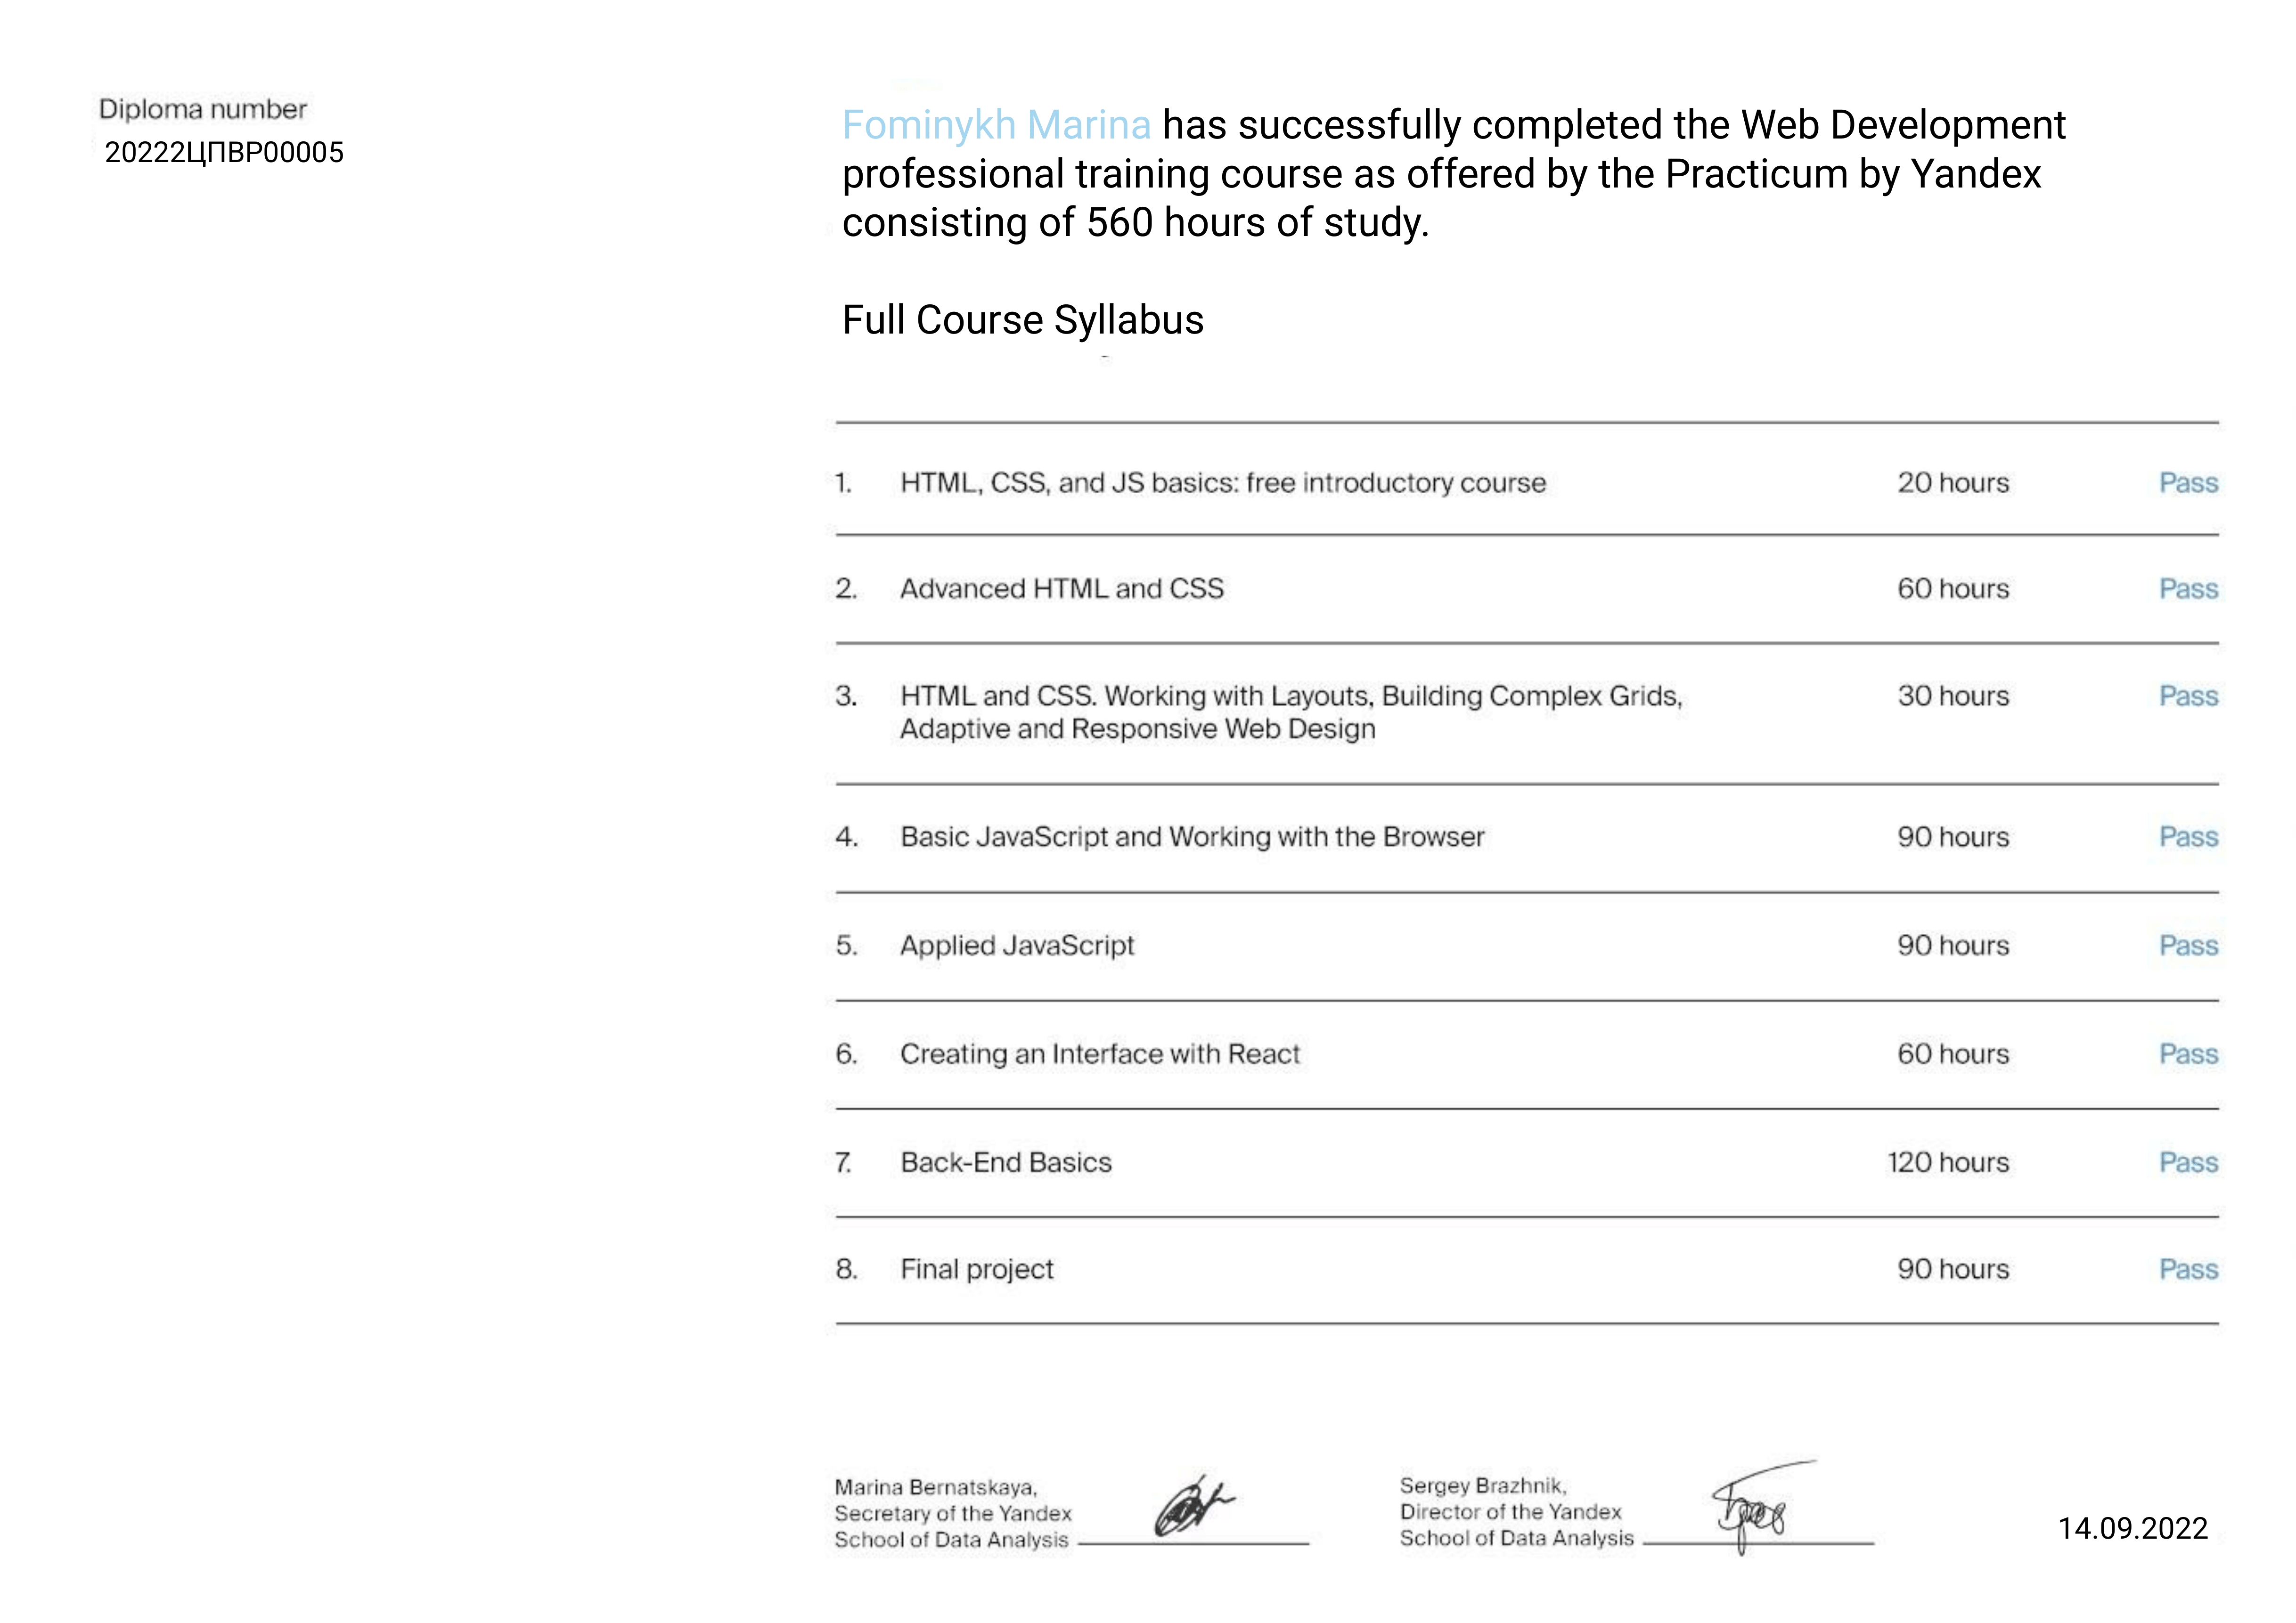 Diploma number
20222ЦПВР00005
Fominykh Marina has successfully completed the Web Development
professional training course as offered by the Practicum by Yandex
consisting of 560 hours of study.
Full Course Syllabus
1. HTML, CSS, and JS basics: free introductory course 20 hours Pass
2. Advanced HTML and CSS 60 hours Pass
3. HTML and CSS. Working with Layouts, Building Complex Grids, 30 hours Pass
Adaptive and Responsive Web Design
4. Basic JavaScript and Working with the Browser 90 hours Pass
5. Applied JavaScript 90 hours Pass
6. Creating an Interface with React 60 hours Pass
7. Back-End Basics 120 hours Pass
8. Final project 90 hours Pass
Marina Bernatskaya,
Secretary of the Yandex
School of Data Analysis
Sergey Brazhnik,
Director of the Yandex
School of Data Analysis
14.09.2022